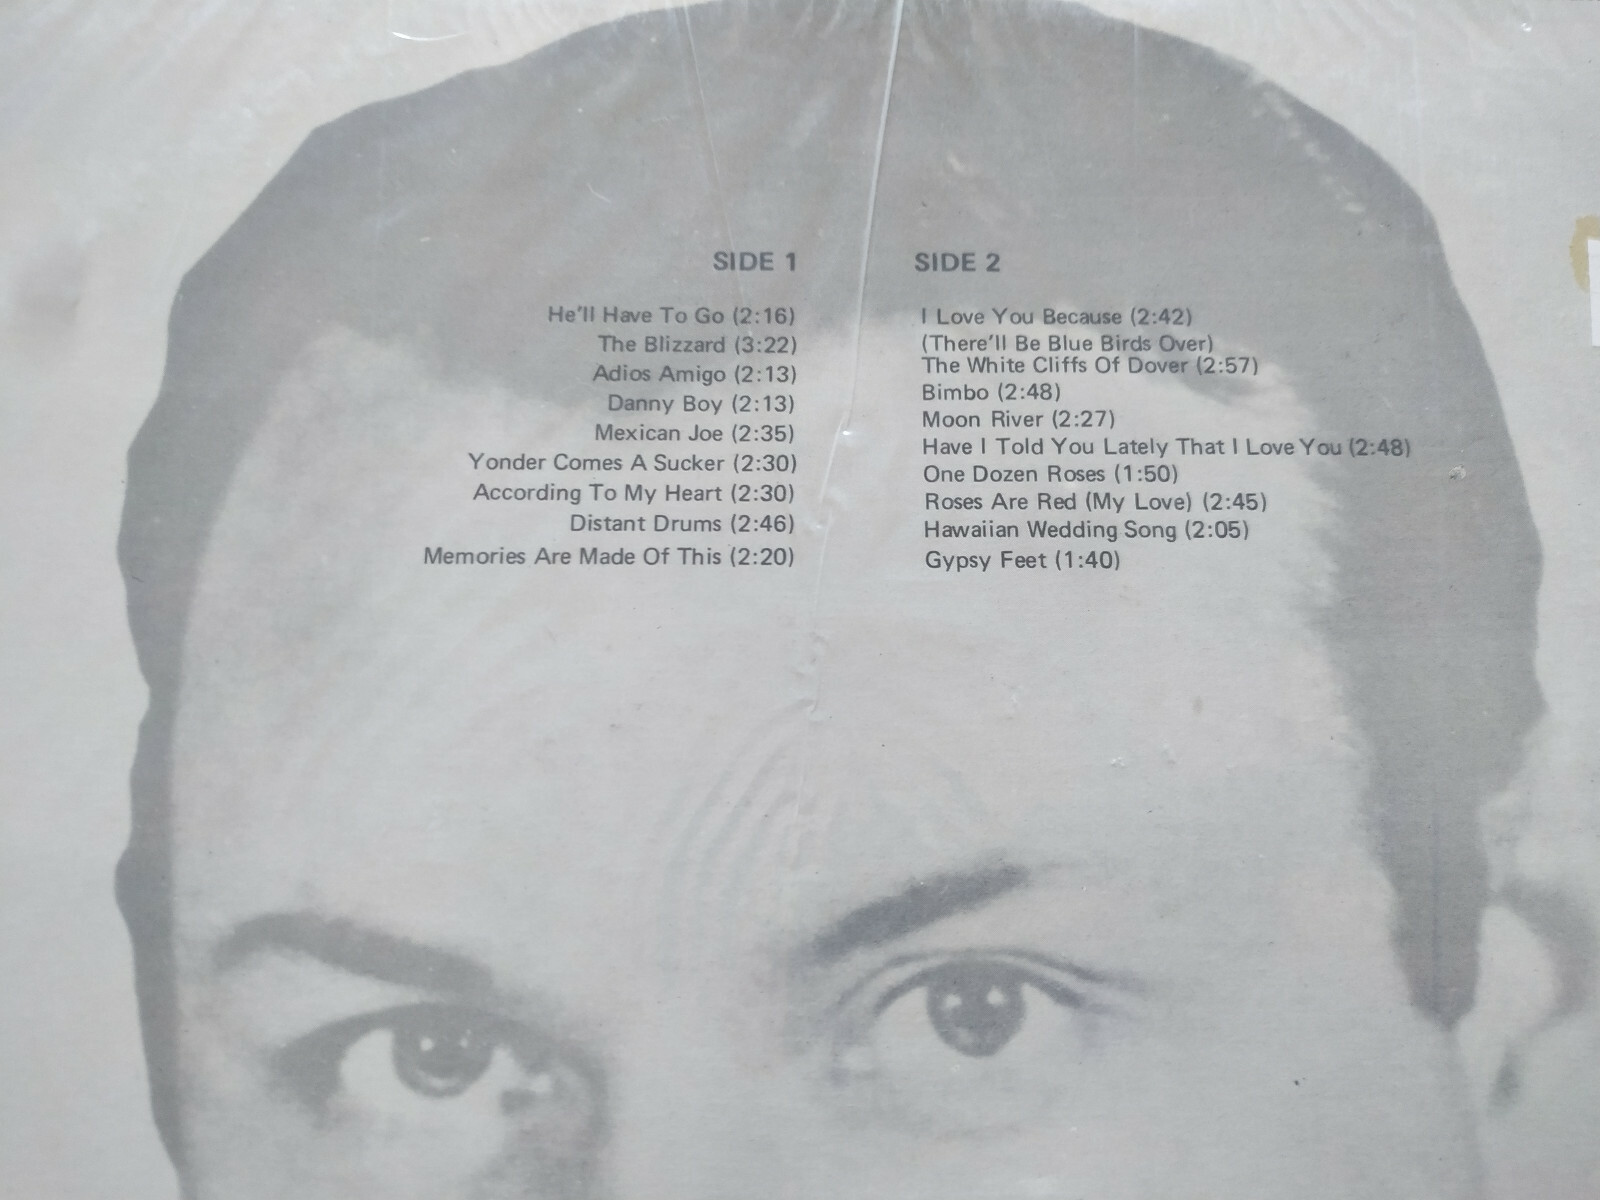 SIDE 1
He'll Have To Go (2:16)
The Blizzard (3:22)
Adios Amigo (2:13)
Danny Boy (2:13)
Mexican Joe (2:35)
Yonder Comes A Sucker (2:30)
According To My Heart (2:30)
Distant Drums (2:46)
Memories Are Made Of This (2:20)
SIDE 2
I Love You Because (2:42)
(There'll Be Blue Birds Over)
The White Cliffs Of Dover (2:57)
Bimbo (2:48)
Moon River (2:27)
Have I Told You Lately That I Love You (2:48)
One Dozen Roses (1:50)
Roses Are Red (My Love) (2:45)
Hawaiian Wedding Song (2:05)
Gypsy Feet (1:40)